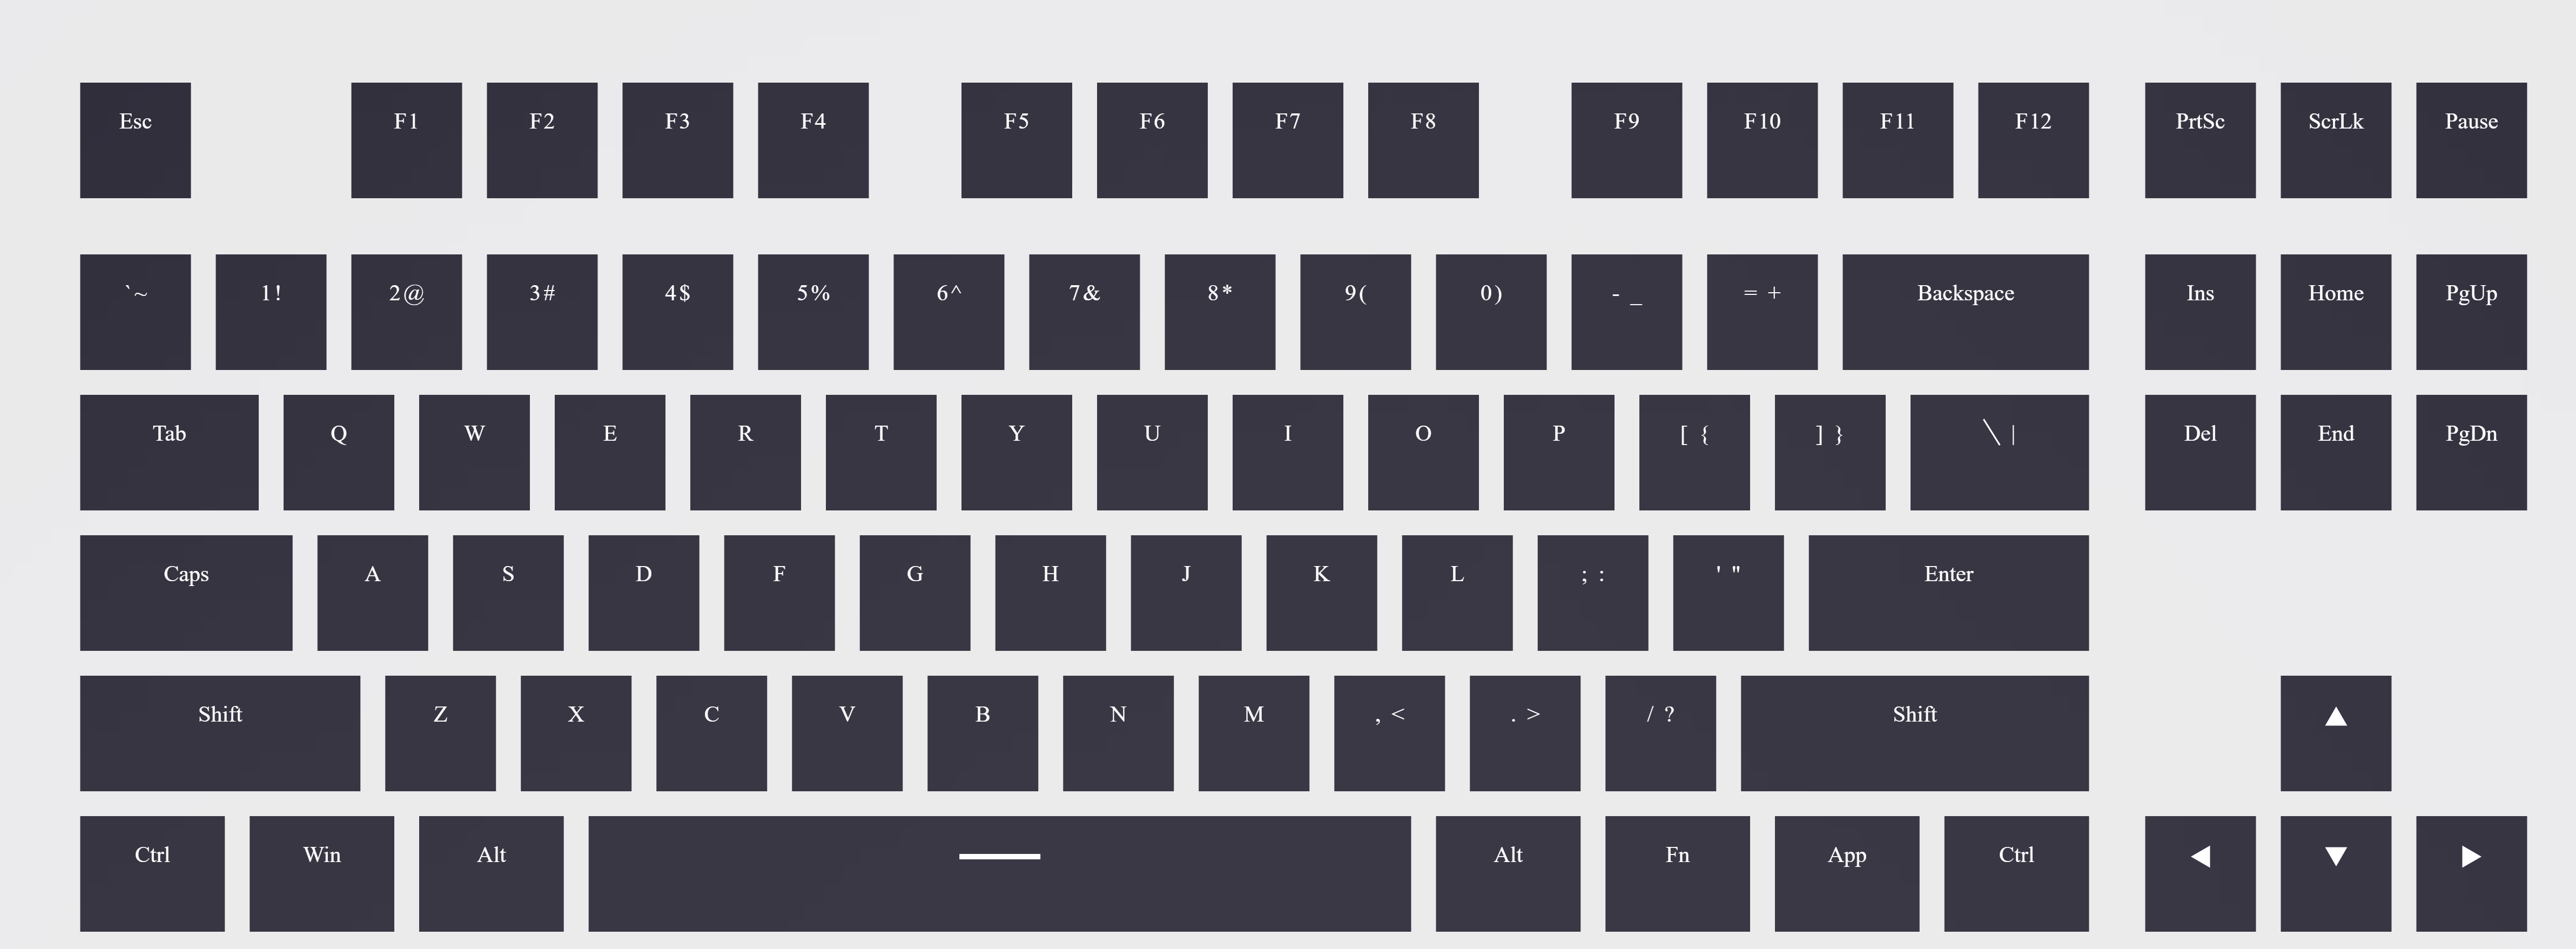 Esc F1 F2 F3 F4 F5 F6 F7 F8 F9 F10 F11 F12 PrtSc ScrLk Pause
`~ 1! 2@ 3# 4$ 5% 6^ 7& 8* 9( 0) - _ = + Backspace Ins Home PgUp
Tab Q W E R T Y U I O P [ { ] } \ | Del End PgDn
Caps A S D F G H J K L ; : ' " Enter
Shift Z X C V B N M , < . > / ? Shift ▲
Ctrl Win Alt Alt Fn App Ctrl ◀ ▼ ▶